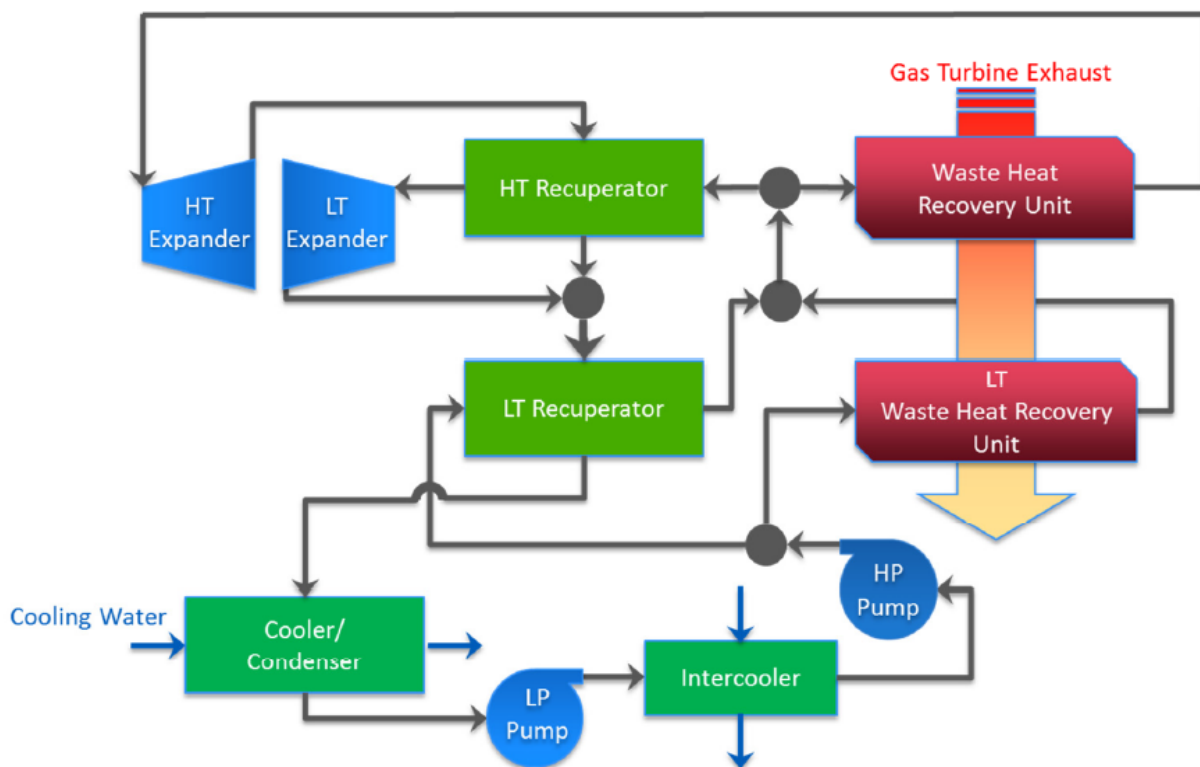 Gas Turbine Exhaust
HT
Expander
LT
Expander
HT Recuperator
Waste Heat
Recovery Unit
LT Recuperator
LT
Waste Heat Recovery
Unit
HP
Pump
Cooling Water
Cooler/
Condenser
LP
Pump
Intercooler